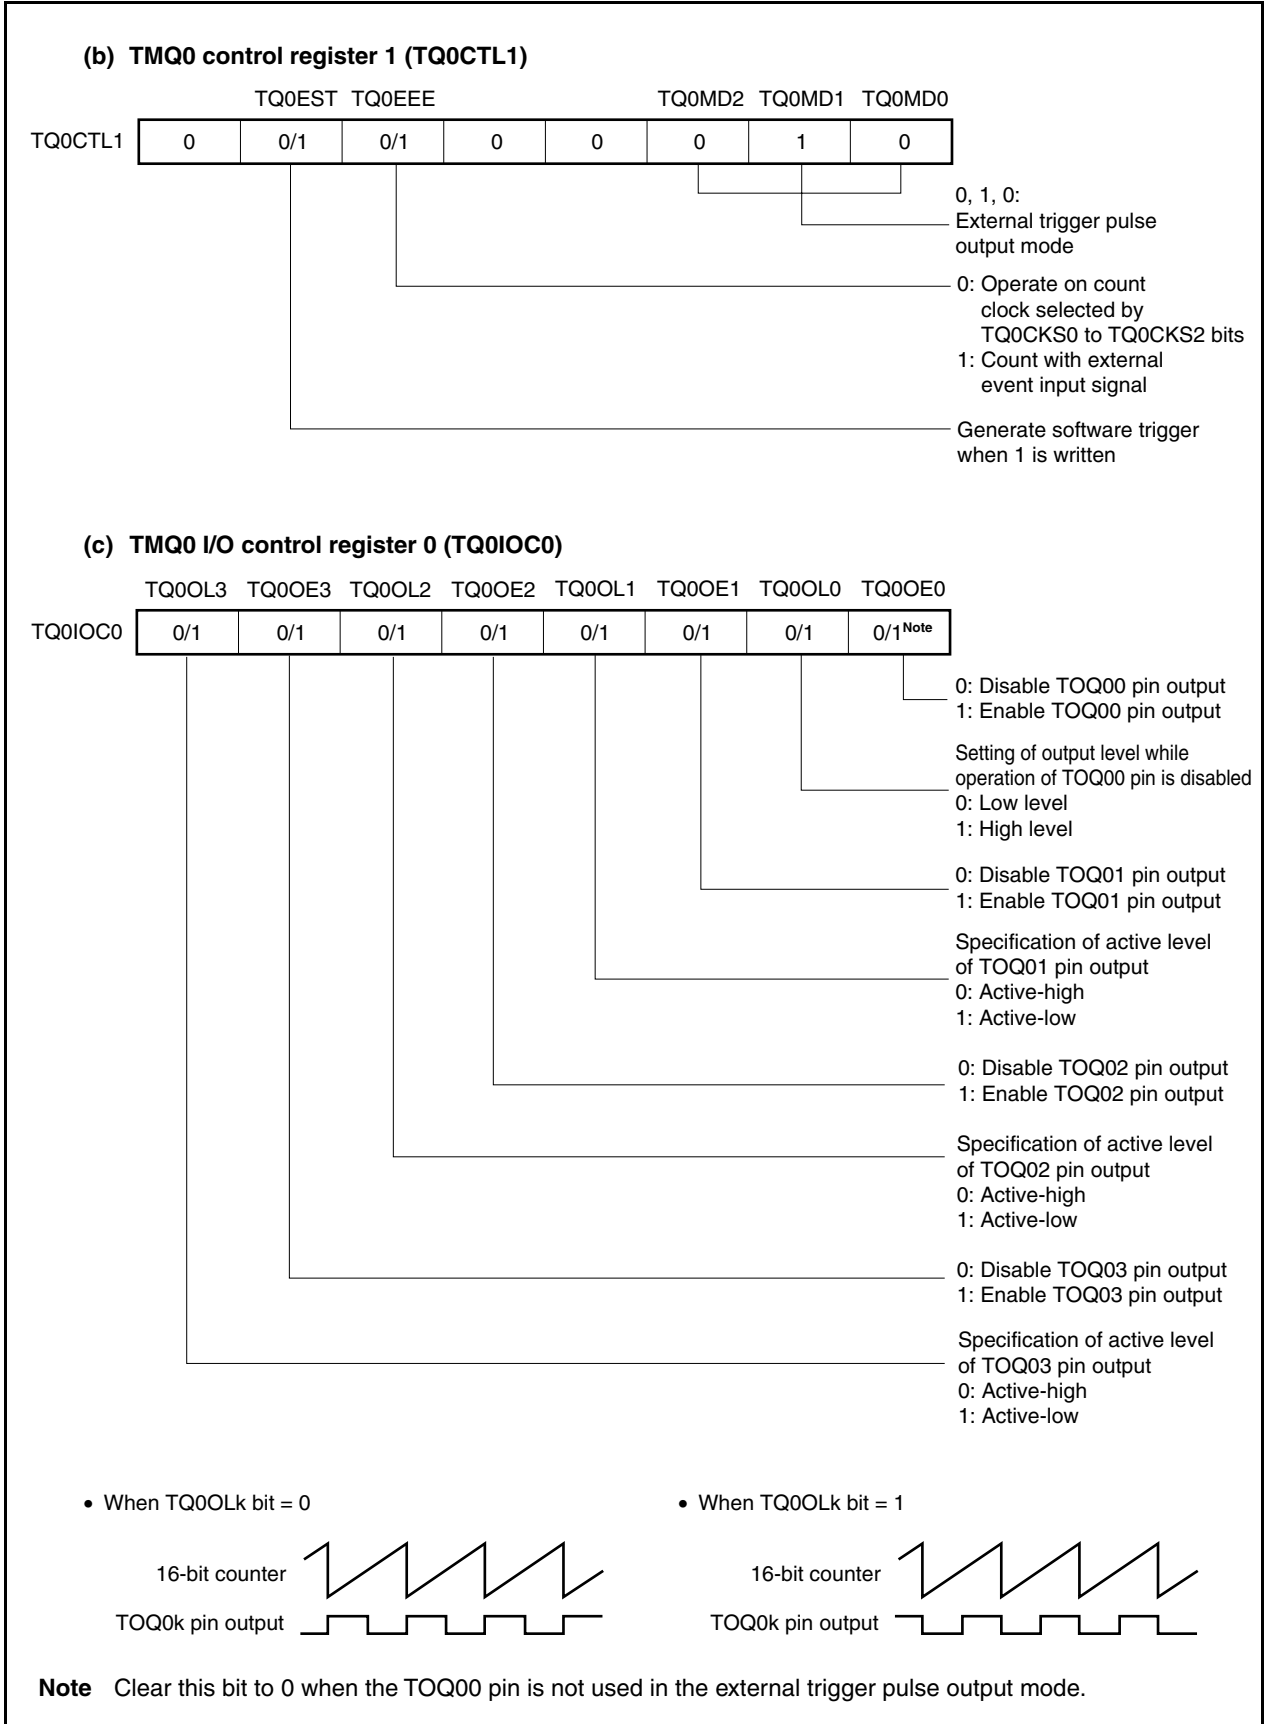 (b) TMQ0 control register 1 (TQ0CTL1)
TQ0EST TQ0EEE TQ0MD2 TQ0MD1 TQ0MD0
TQ0CTL1 0 0/1 0/1 0 0 0 1 0
0, 1, 0:
External trigger pulse
output mode
0: Operate on count
clock selected by
TQ0CKS0 to TQ0CKS2 bits
1: Count with external
event input signal
Generate software trigger
when 1 is written
(c) TMQ0 I/O control register 0 (TQ0IOC0)
TQ0OL3 TQ0OE3 TQ0OL2 TQ0OE2 TQ0OL1 TQ0OE1 TQ0OL0 TQ0OE0
TQ0IOC0 0/1 0/1 0/1 0/1 0/1 0/1 0/1 0/1Note
0: Disable TOQ00 pin output
1: Enable TOQ00 pin output
Setting of output level while
operation of TOQ00 pin is disabled
0: Low level
1: High level
0: Disable TOQ01 pin output
1: Enable TOQ01 pin output
Specification of active level
of TOQ01 pin output
0: Active-high
1: Active-low
0: Disable TOQ02 pin output
1: Enable TOQ02 pin output
Specification of active level
of TOQ02 pin output
0: Active-high
1: Active-low
0: Disable TOQ03 pin output
1: Enable TOQ03 pin output
Specification of active level
of TOQ03 pin output
0: Active-high
1: Active-low
• When TQ0OLk bit = 0
16-bit counter
TOQ0k pin output
• When TQ0OLk bit = 1
16-bit counter
TOQ0k pin output
Note Clear this bit to 0 when the TOQ00 pin is not used in the external trigger pulse output mode.